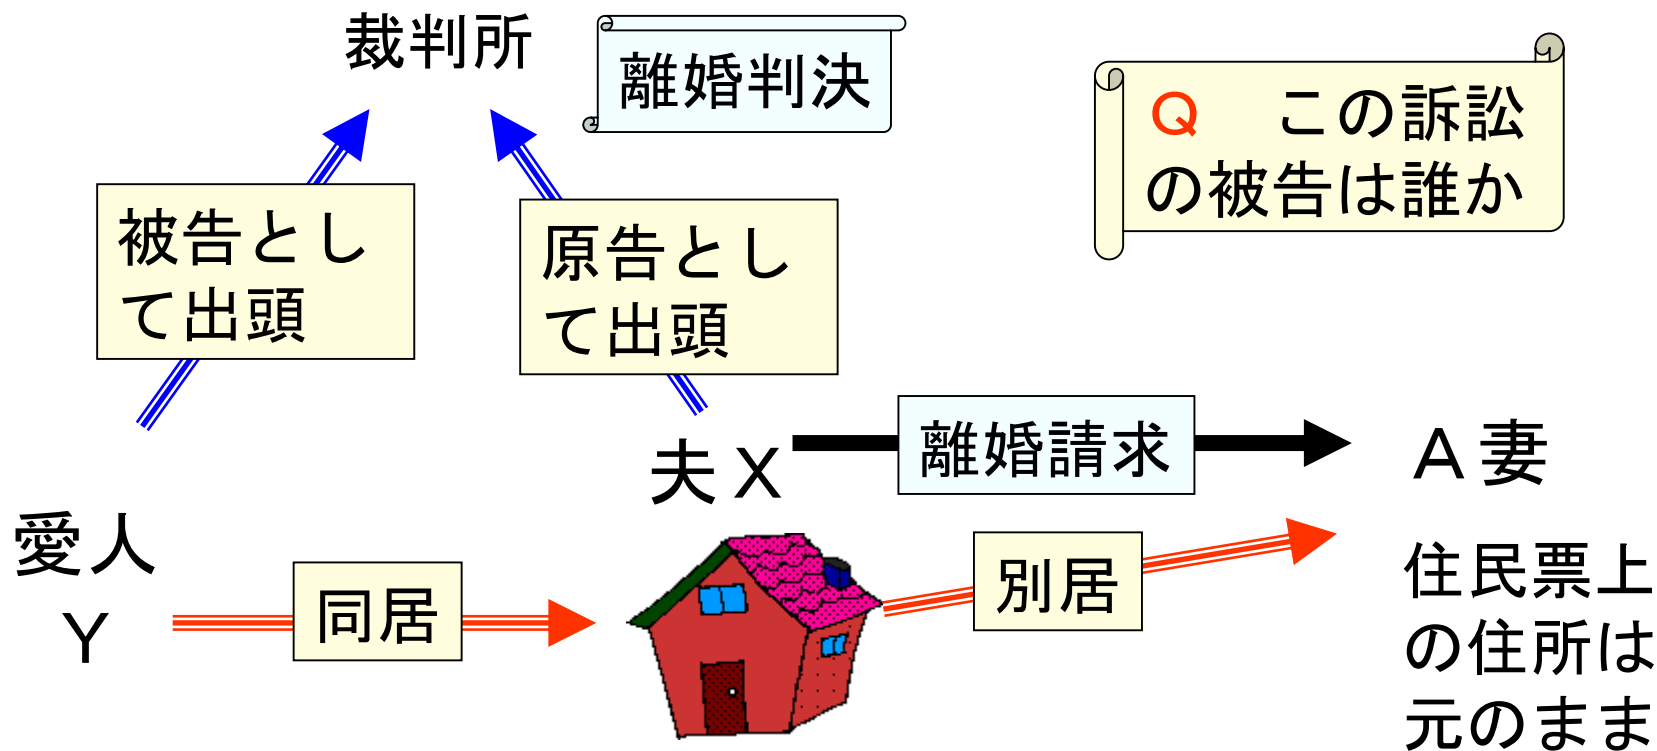 裁判所
離婚判決
Q　この訴訟
の被告は誰か
被告とし
て出頭
原告とし
て出頭
夫X
離婚請求
A妻
愛人
Y
同居
別居
住民票上
の住所は
元のまま